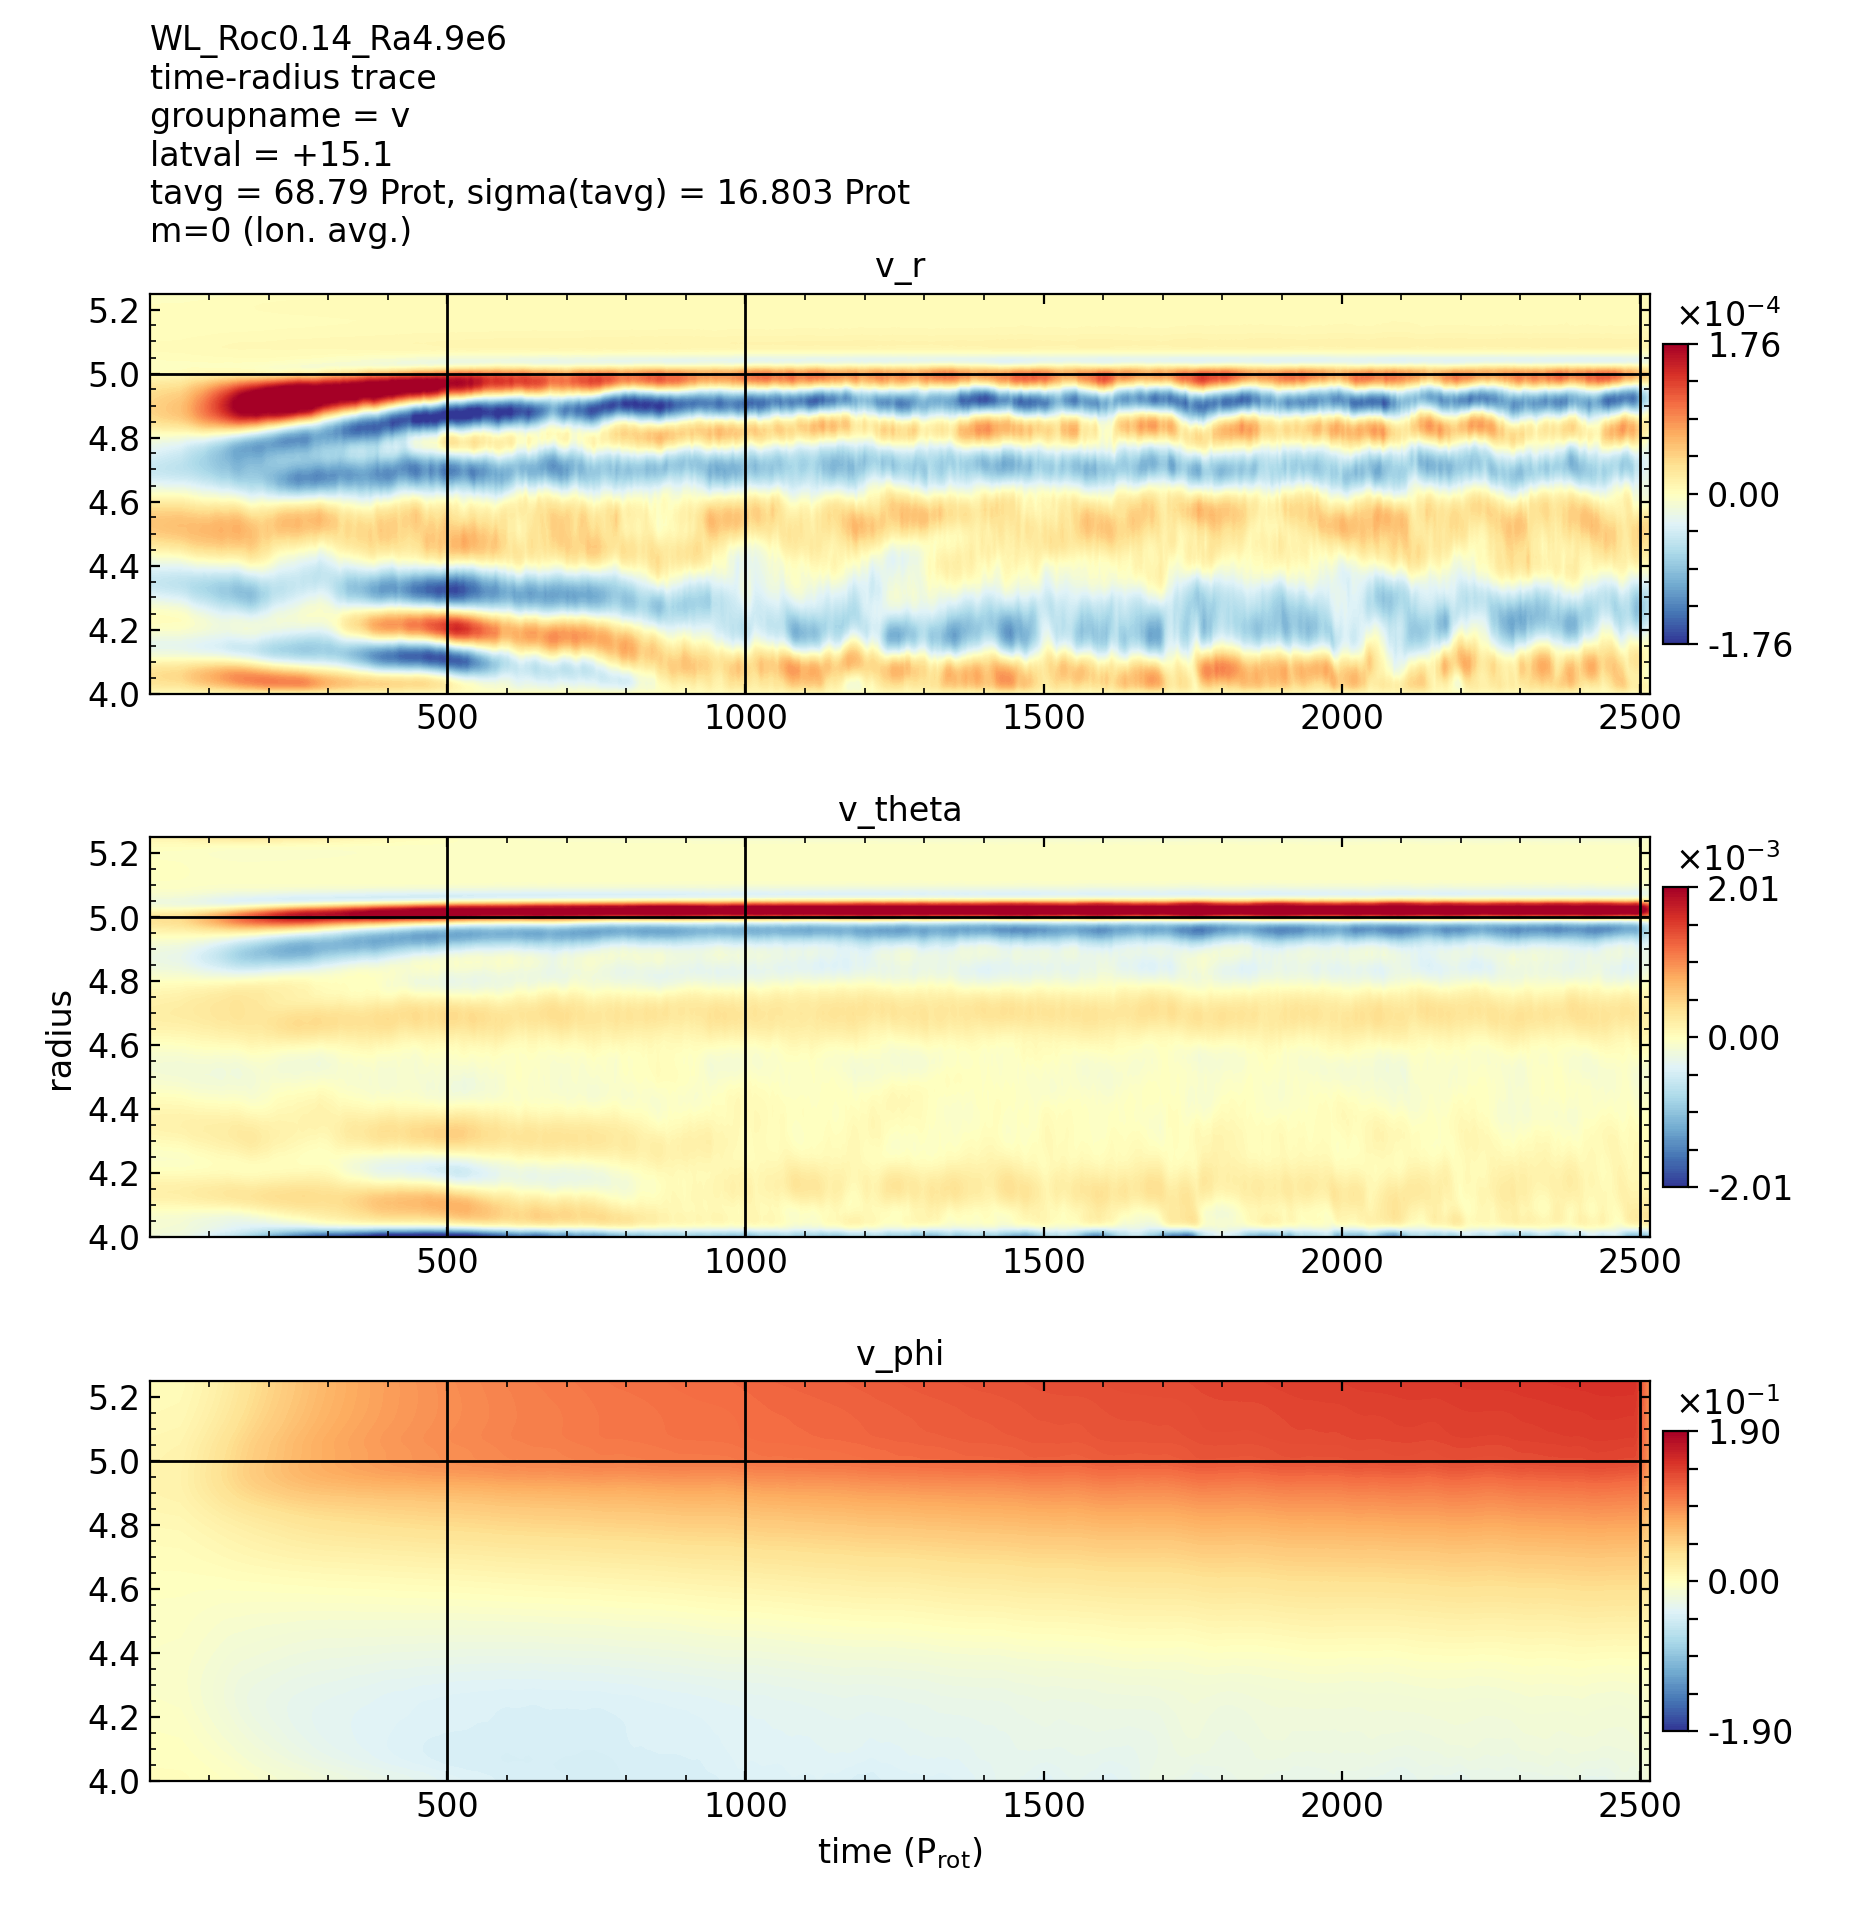 WL_Roc0.14_Ra4.9e6
time-radius trace
groupname = v
latval = +15.1
tavg = 68.79 Prot, sigma(tavg) = 16.803 Prot
m=0 (lon. avg.)
v_r
5.2
5.0
4.8
4.6
4.4
4.2
4.0
500 1000 1500 2000 2500
×10⁻⁴
1.76
0.00
-1.76
v_theta
5.2
5.0
4.8
4.6
4.4
4.2
4.0
500 1000 1500 2000 2500
×10⁻³
2.01
0.00
-2.01
radius
v_phi
5.2
5.0
4.8
4.6
4.4
4.2
4.0
500 1000 1500 2000 2500
×10⁻¹
1.90
0.00
-1.90
time (P_rot)